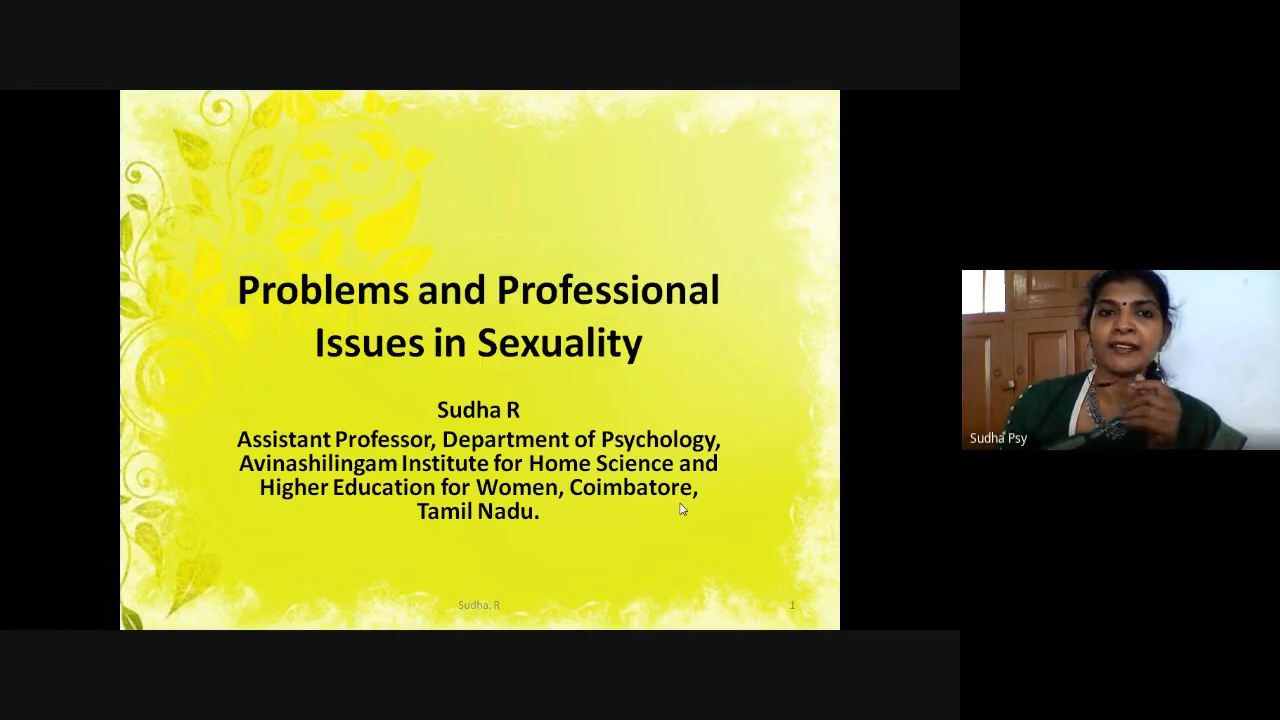 Problems and Professional
Issues in Sexuality
Sudha R
Assistant Professor, Department of Psychology,
Avinashilingam Institute for Home Science and
Higher Education for Women, Coimbatore,
Tamil Nadu.
Sudha. R
1
Sudha Psy